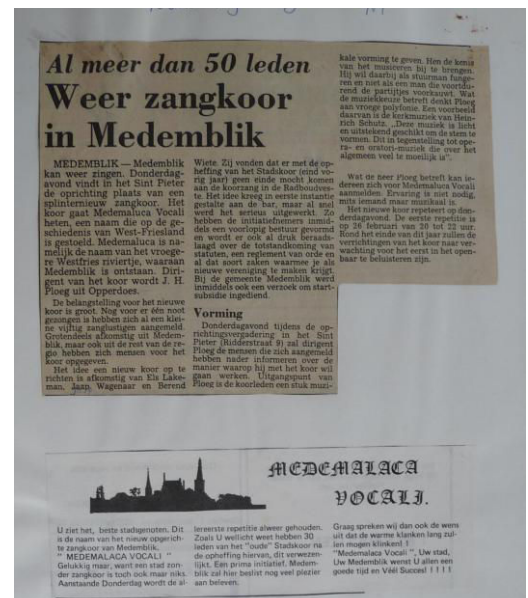 Al meer dan 50 leden
Weer zangkoor
in Medemblik
MEDEMBLIK — Medemblik
kan weer zingen. Donderdag-
avond vindt in het Sint Pieter
de oprichting plaats van een
splinternieuw zangkoor. Het
koor gaat Medemaluca Vocali
heten, een naam die op de ge-
schiedenis van West-Friesland
is gestoeld. Medemaluca is na-
melijk de naam van het vroege-
re Westfries riviertje, waaraan
Medemblik is ontstaan. Diri-
gent van het koor wordt J. H.
Ploeg uit Opperdoes.
De belangstelling voor het nieuwe
koor is groot. Nog voor er één noot
gezongen is hebben zich al een klei-
ne vijftig zanglustigen aangemeld.
Grotendeels afkomstig uit Medem-
blik, maar ook uit de rest van de re-
gio hebben zich mensen voor het
koor opgegeven.
Het idee een nieuw koor op te
richten is afkomstig van Els Lake-
man, Jaap Wagenaar en Berend
Wiete. Zij vonden dat er met de op-
heffing van het Stadskoor (eind vo-
rig jaar) geen einde mocht komen
aan de koorzang in de Radboudves-
te. Het idee kreeg in eerste instantie
gestalte aan de bar, maar al snel
werd het serieus uitgewerkt. Zo
hebben de initiatiefnemers inmid-
dels een voorlopig bestuur gevormd
en wordt er ook al druk beraads-
laagd over de totstandkoming van
statuten, een reglement van orde en
al dat soort zaken waarmee je als
nieuwe vereniging te maken krijgt.
Bij de gemeente Medemblik werd
inmiddels ook een verzoek om start-
subsidie ingediend.
Vorming
Donderdagavond tijdens de op-
richtingsvergadering in het Sint
Pieter (Ridderstraat 9) zal dirigent
Ploeg de mensen die zich aangemeld
hebben nader informeren over de
manier waarop hij met het koor wil
gaan werken. Uitgangspunt van
Ploeg is de koorleden een stuk muzi-
kale vorming te geven. Hen de kennis
van het musiceren bij te brengen.
Hij wil daarbij als stuurman funge-
ren en niet als een man die voortdu-
rend de partijtjes voorkauwt. Wat
de muziekkeuze betreft denkt Ploeg
aan vroege polyfonie. Een voorbeeld
daarvan is de kerkmuziek van Hein-
rich Schutz. „Deze muziek is licht
en uitstekend geschikt om de stem te
vormen. Dit in tegenstelling tot ope-
ra- en oratori-muziek die over het
algemeen veel te moeilijk is".
Wat de heer Ploeg betreft kan ie-
dereen zich voor Medemaluca Vocali
aanmelden. Ervaring is niet nodig,
mits iemand maar muzikaal is.
Het nieuwe koor repeteert op don-
derdagavond. De eerste repetitie is
op 26 februari van 20 tot 22 uur.
Rond het einde van dit jaar zullen de
verrichtingen van het koor naar ver-
wachting voor het eerst in het open-
baar te beluisteren zijn.
MEDEMALACA
VOCALI.
U ziet het, beste stadsgenoten. Dit
is de naam van het nieuw opgerich-
te zangkoor van Medemblik.
" MEDEMALACA VOCALI "
Gelukkig maar, want een stad zon-
der zangkoor is toch ook maar niks.
Aanstaande Donderdag wordt de al-
lereerste repetitie alweer gehouden.
Zoals U wellicht weet hebben 30
leden van het "oude" Stadskoor na
de opheffing hiervan, dit verwezen-
lijkt. Een prima initiatief. Medem-
blik zal hier beslist nog veel plezier
aan beleven.
Graag spreken wij dan ook de wens
uit dat de warme klanken lang zul-
len mogen klinken !
"Medemalaca Vocali ", Uw stad,
Uw Medemblik wenst U allen een
goede tijd en Véél Succes! ! ! !